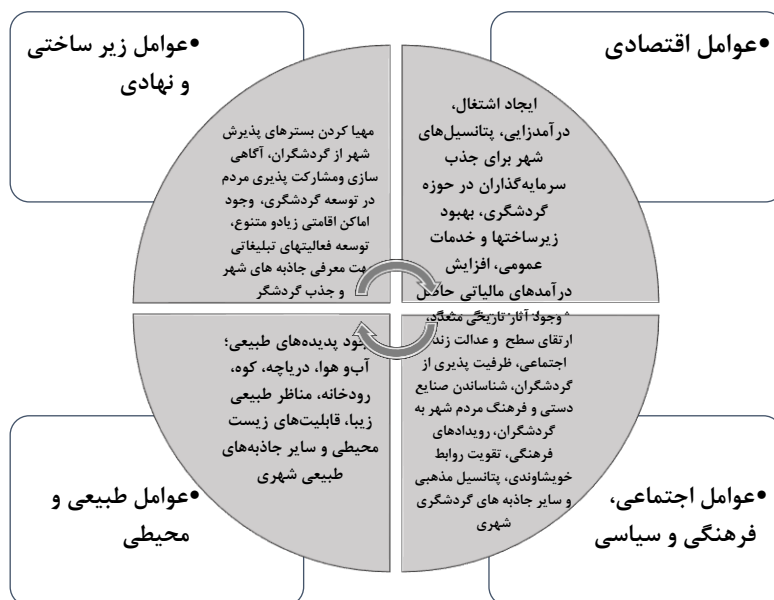 •عوامل اقتصادی
ایجاد اشتغال،
درآمدزایی، پتانسیل‌های
شهر برای جذب
سرمایه‌گذاران در حوزه
گردشگری، بهبود
زیرساختها و خدمات
عمومی، افزایش
درآمدهای مالیاتی حاصل
•عوامل زیر ساختی
و نهادی
مهیا کردن بسترهای پذیرش
شهر از گردشگران، آگاهی
سازی ومشارکت پذیری مردم
در توسعه گردشگری، وجود
اماکن اقامتی زیادو متنوع،
توسعه فعالیتهای تبلیغاتی
معرفی جاذبه های شهر
و جذب گردشگر
•عوامل اجتماعی،
فرهنگی و سیاسی
وجود آثار تاریخی متعدد،
ارتقای سطح و عدالت
اجتماعی، ظرفیت پذیری از
گردشگران، شناساندن صنایع
دستی و فرهنگ مردم شهر به
گردشگران، رویدادهای
فرهنگی، تقویت روابط
خویشاوندی، پتانسیل مذهبی
و سایر جاذبه های گردشگری
شهری
•عوامل طبیعی و
محیطی
پدیده‌های طبیعی؛
آب‌و هوا، دریاچه، کوه،
رودخانه، مناظر طبیعی
زیبا، قابلیت‌های زیست
محیطی و سایر جاذبه‌های
طبیعی شهری